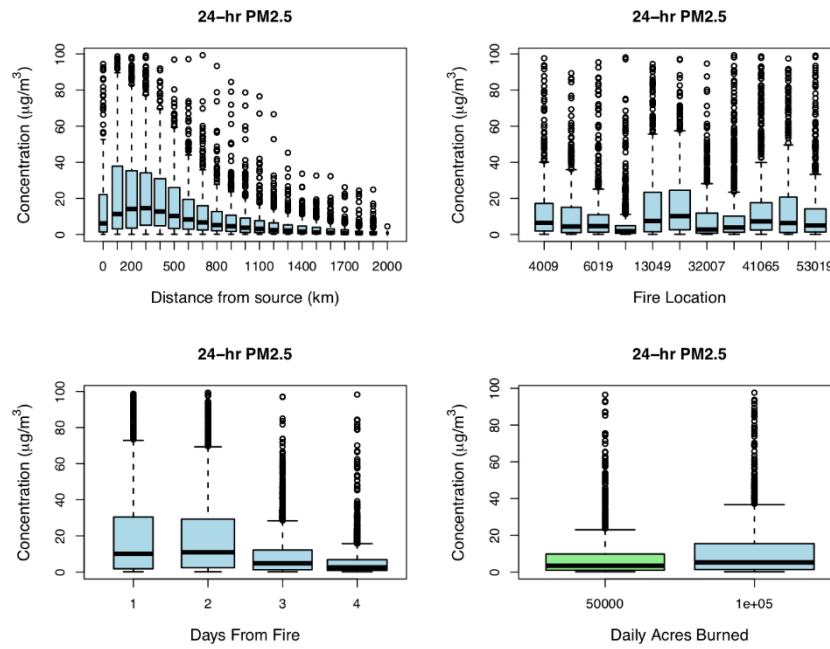 24-hr PM2.5
Concentration (μg/m³)
100
80
60
40
20
0
0 200 500 800 1100 1400 1700 2000
Distance from source (km)
24-hr PM2.5
Concentration (μg/m³)
100
80
60
40
20
0
4009 6019 13049 32007 41065 53019
Fire Location
24-hr PM2.5
Concentration (μg/m³)
100
80
60
40
20
0
1 2 3 4
Days From Fire
24-hr PM2.5
Concentration (μg/m³)
100
80
60
40
20
0
50000 1e+05
Daily Acres Burned